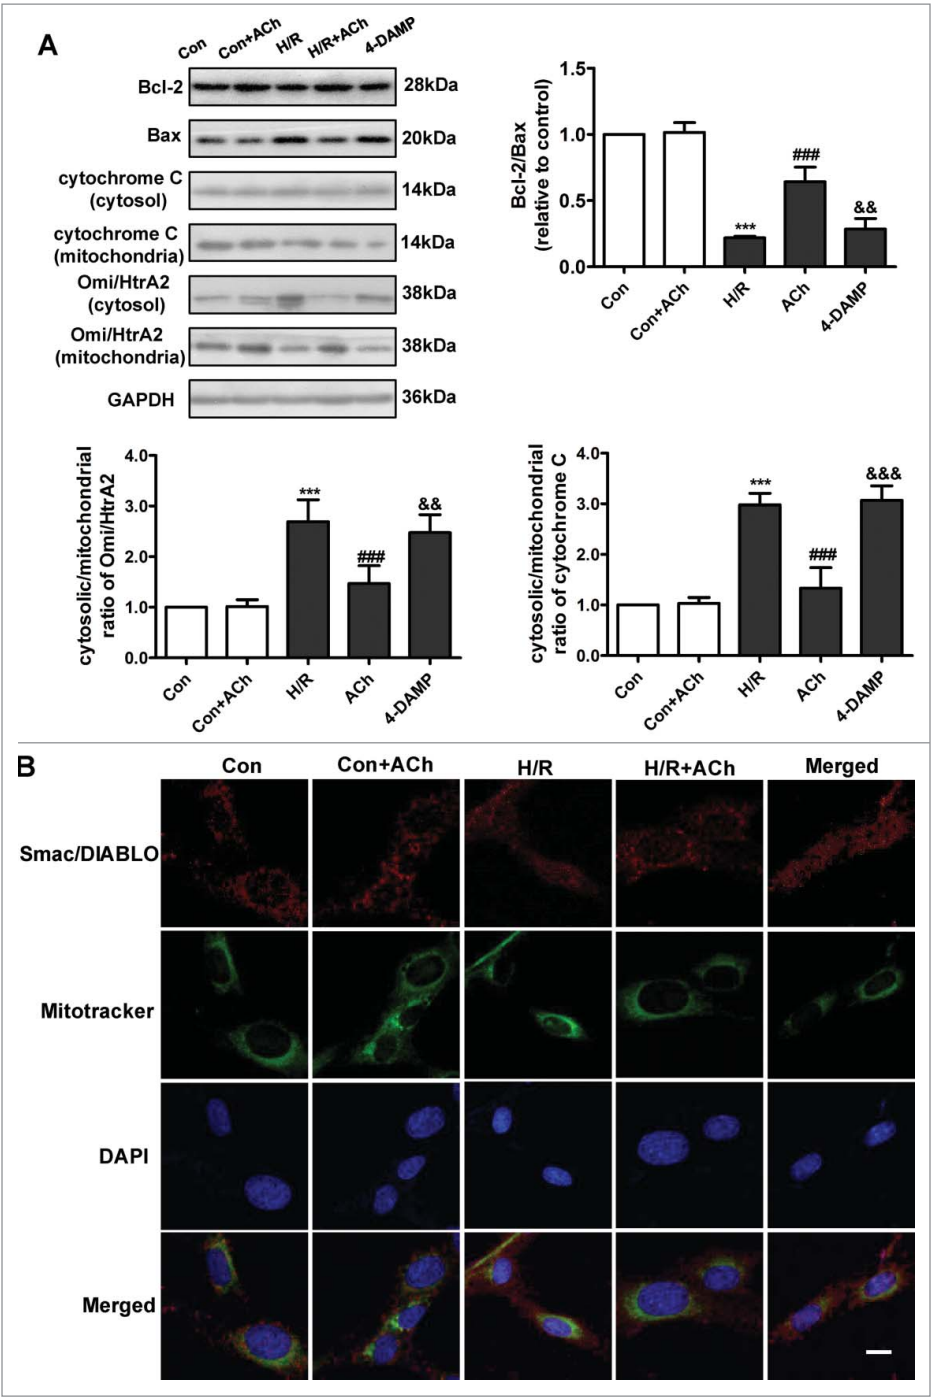 A
Con
Con+ACh
H/R
H/R+ACh
4-DAMP
Bcl-2
28kDa
Bax
20kDa
cytochrome C
(cytosol)
14kDa
cytochrome C
(mitochondria)
14kDa
Omi/HtrA2
(cytosol)
38kDa
Omi/HtrA2
(mitochondria)
38kDa
GAPDH
36kDa
Bcl-2/Bax
(relative to control)
1.5
1.0
0.5
0.0
***
###
&&
Con
Con+ACh
H/R
ACh
4-DAMP
cytosolic/mitochondrial
ratio of Omi/HtrA2
4.0
3.0
2.0
1.0
0.0
***
###
&&
Con
Con+ACh
H/R
ACh
4-DAMP
cytosolic/mitochondrial
ratio of cytochrome C
4.0
3.0
2.0
1.0
0.0
***
###
&&&
Con
Con+ACh
H/R
ACh
4-DAMP
B
Con
Con+ACh
H/R
H/R+ACh
Merged
Smac/DIABLO
Mitotracker
DAPI
Merged